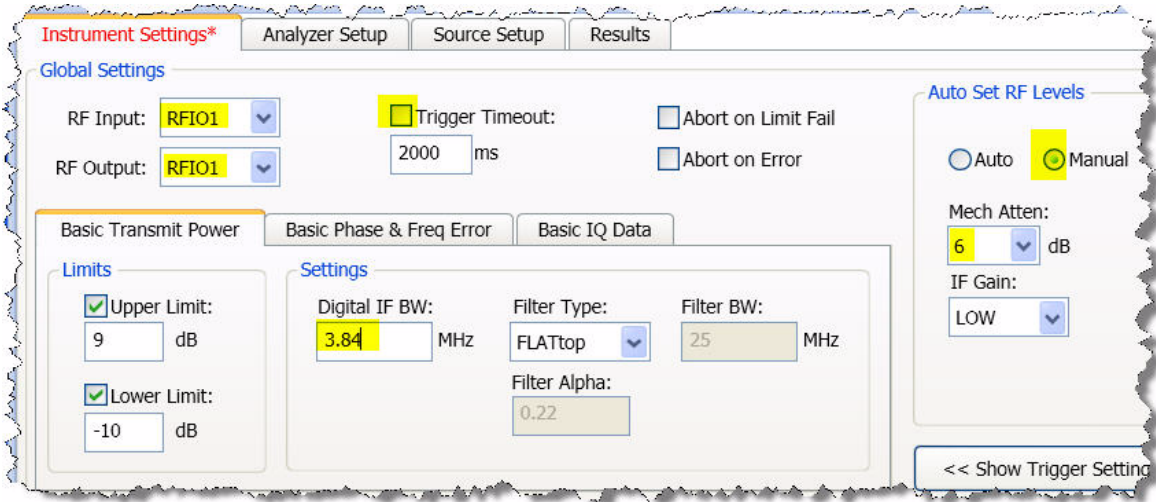 Instrument Settings*
Analyzer Setup
Source Setup
Results
Global Settings
RF Input: RFIO1
RF Output: RFIO1
Trigger Timeout:
2000 ms
Abort on Limit Fail
Abort on Error
Auto Set RF Levels
Auto Manual
Mech Atten:
6 dB
IF Gain:
LOW
Basic Transmit Power
Basic Phase & Freq Error
Basic IQ Data
Limits
Upper Limit:
9 dB
Lower Limit:
-10 dB
Settings
Digital IF BW:
3.84 MHz
Filter Type:
FLATtop
Filter BW:
25 MHz
Filter Alpha:
0.22
<< Show Trigger Setting